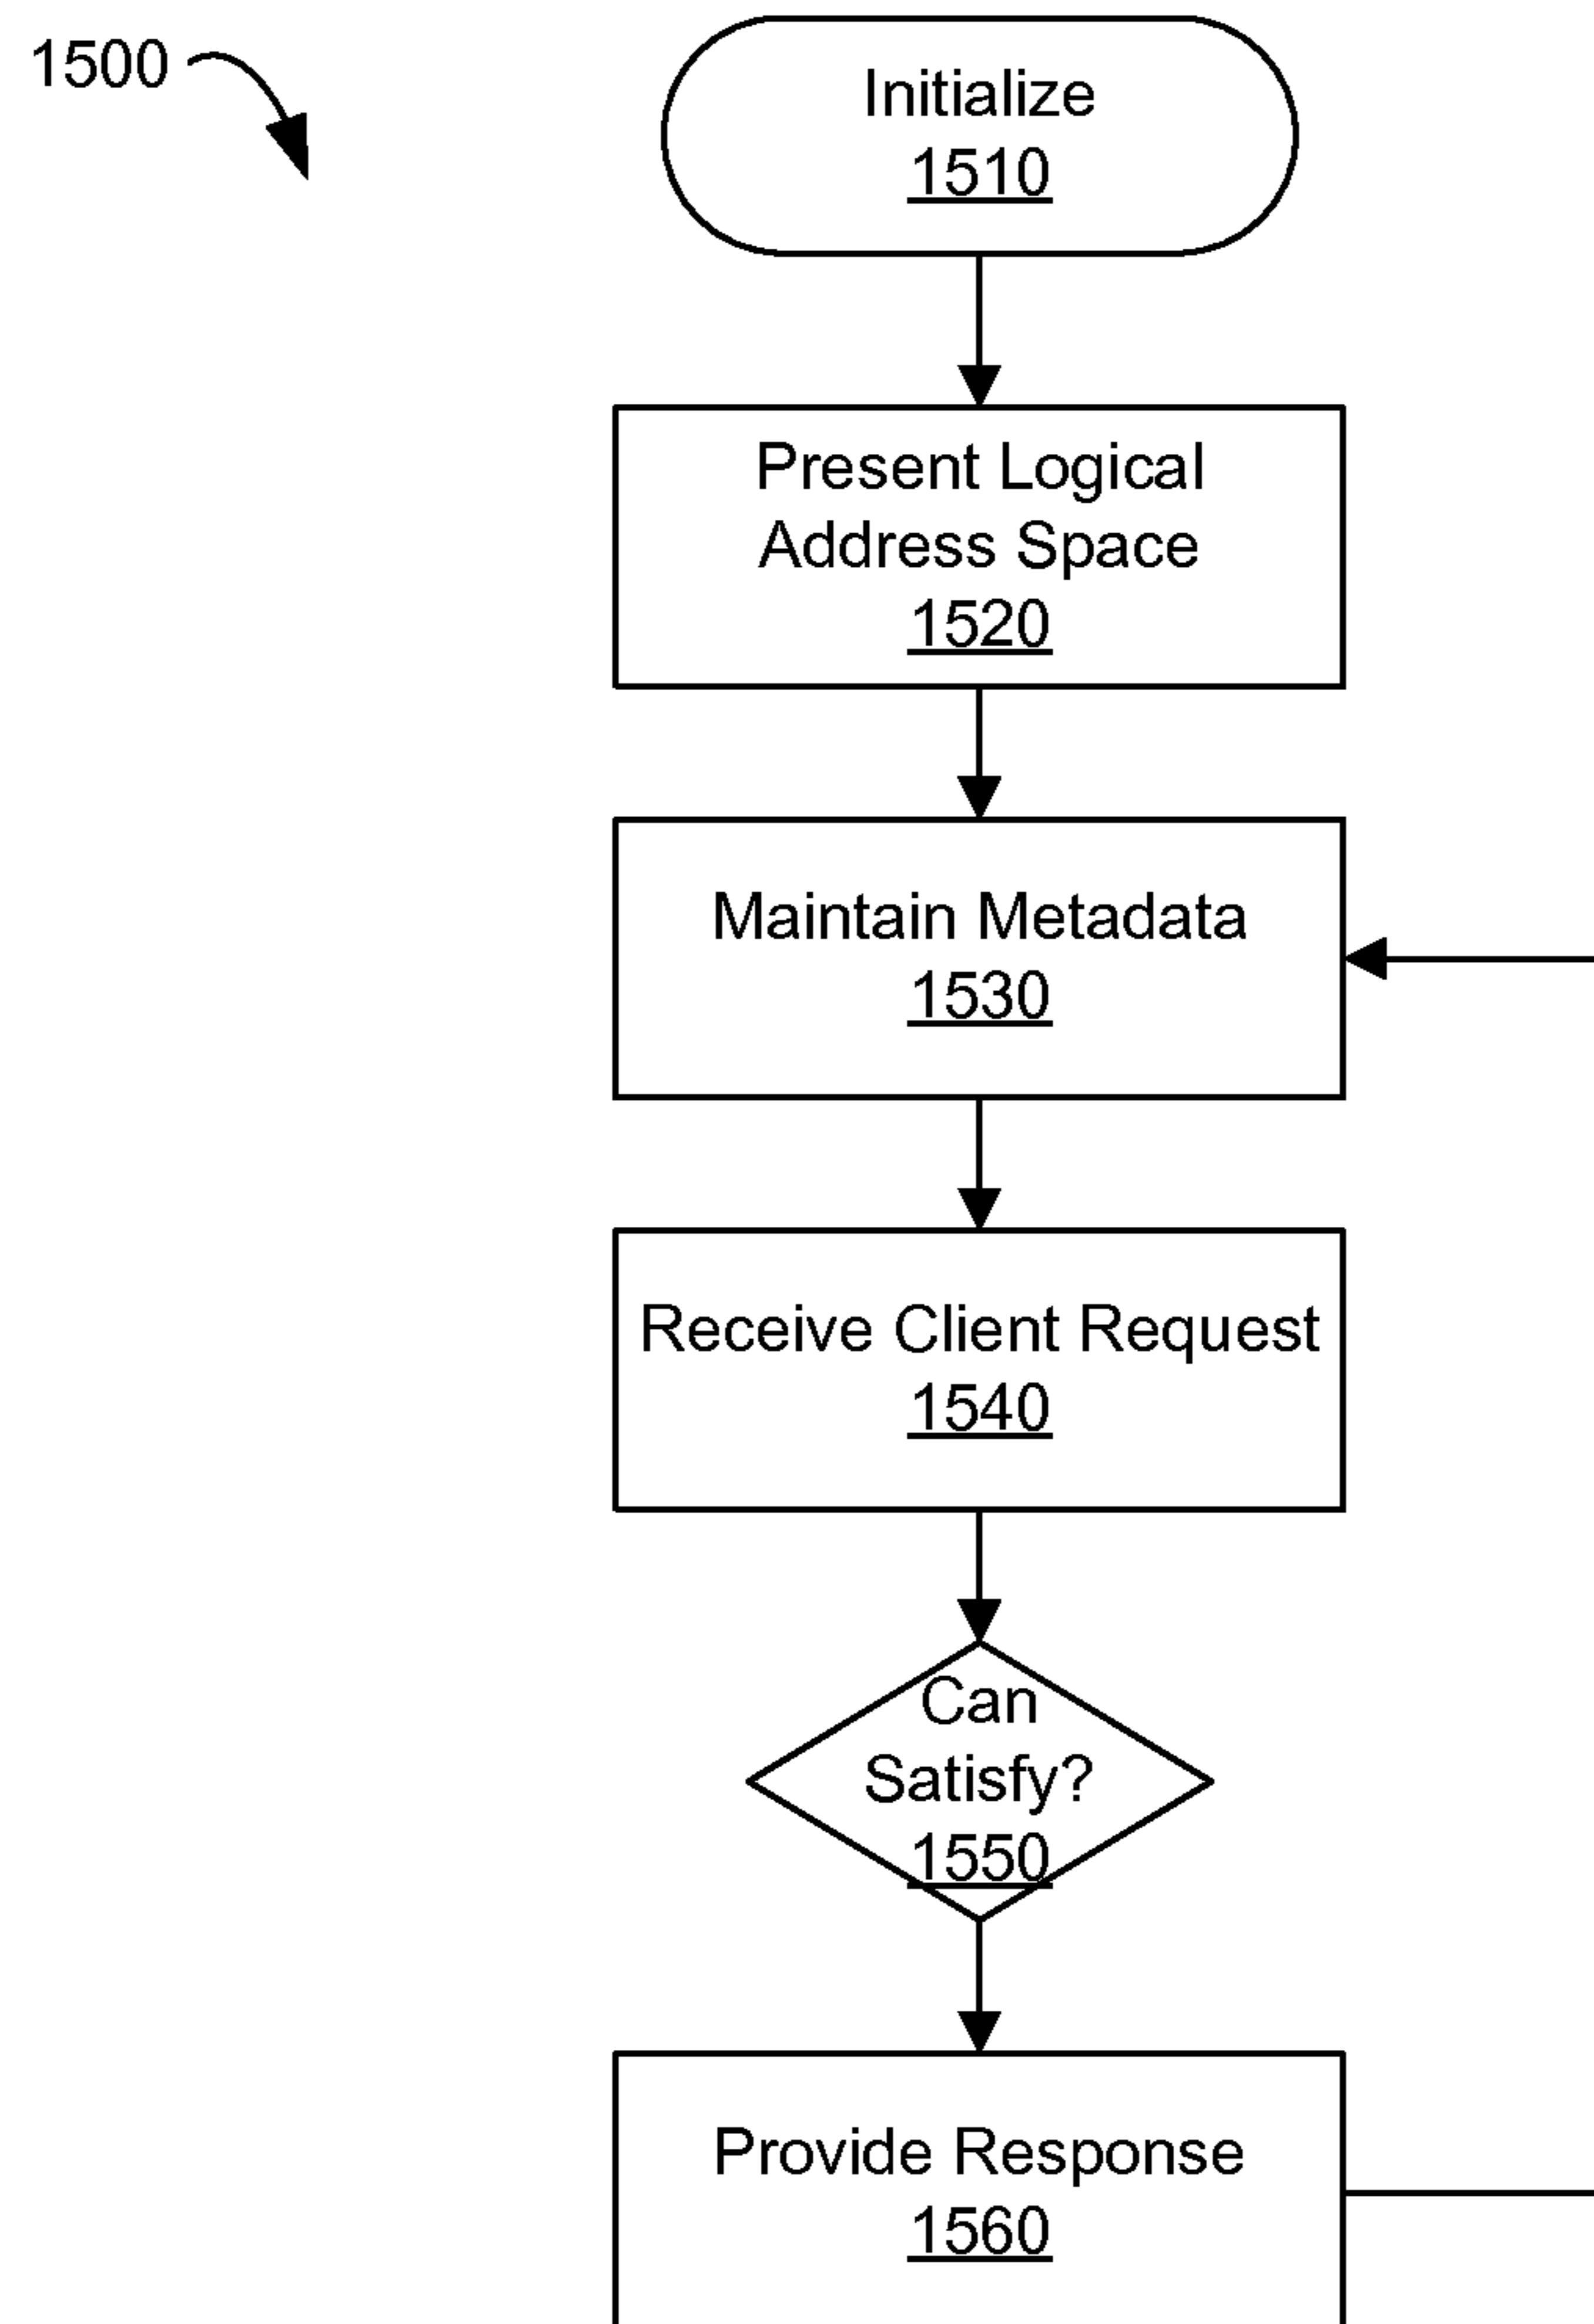 1500
Initialize
1510
Present Logical
Address Space
1520
Maintain Metadata
1530
Receive Client Request
1540
Can
Satisfy?
1550
Provide Response
1560